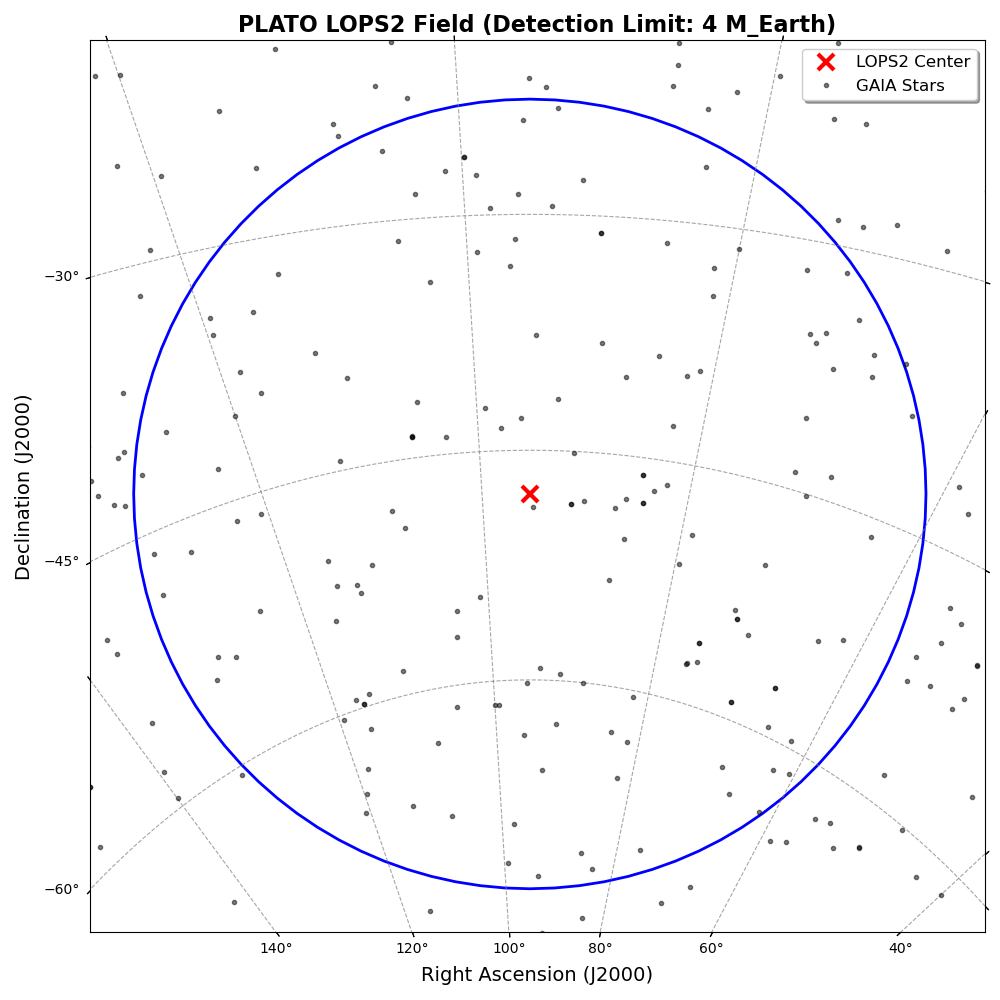 PLATO LOPS2 Field (Detection Limit: 4 M_Earth)
LOPS2 Center
GAIA Stars
−30°
−45°
−60°
Declination (J2000)
140°
120°
100°
80°
60°
40°
Right Ascension (J2000)